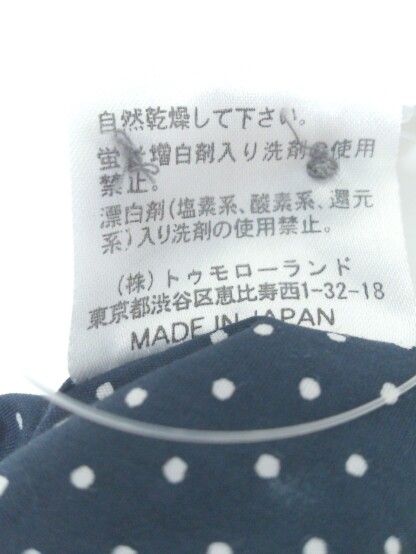 自然乾燥して下さい。
蛍光増白剤入り洗剤の使用
禁止。
漂白剤(塩素系、酸素系、還元
系)入り洗剤の使用禁止。
(株)トゥモローランド
東京都渋谷区恵比寿西1-32-18
MADE IN JAPAN